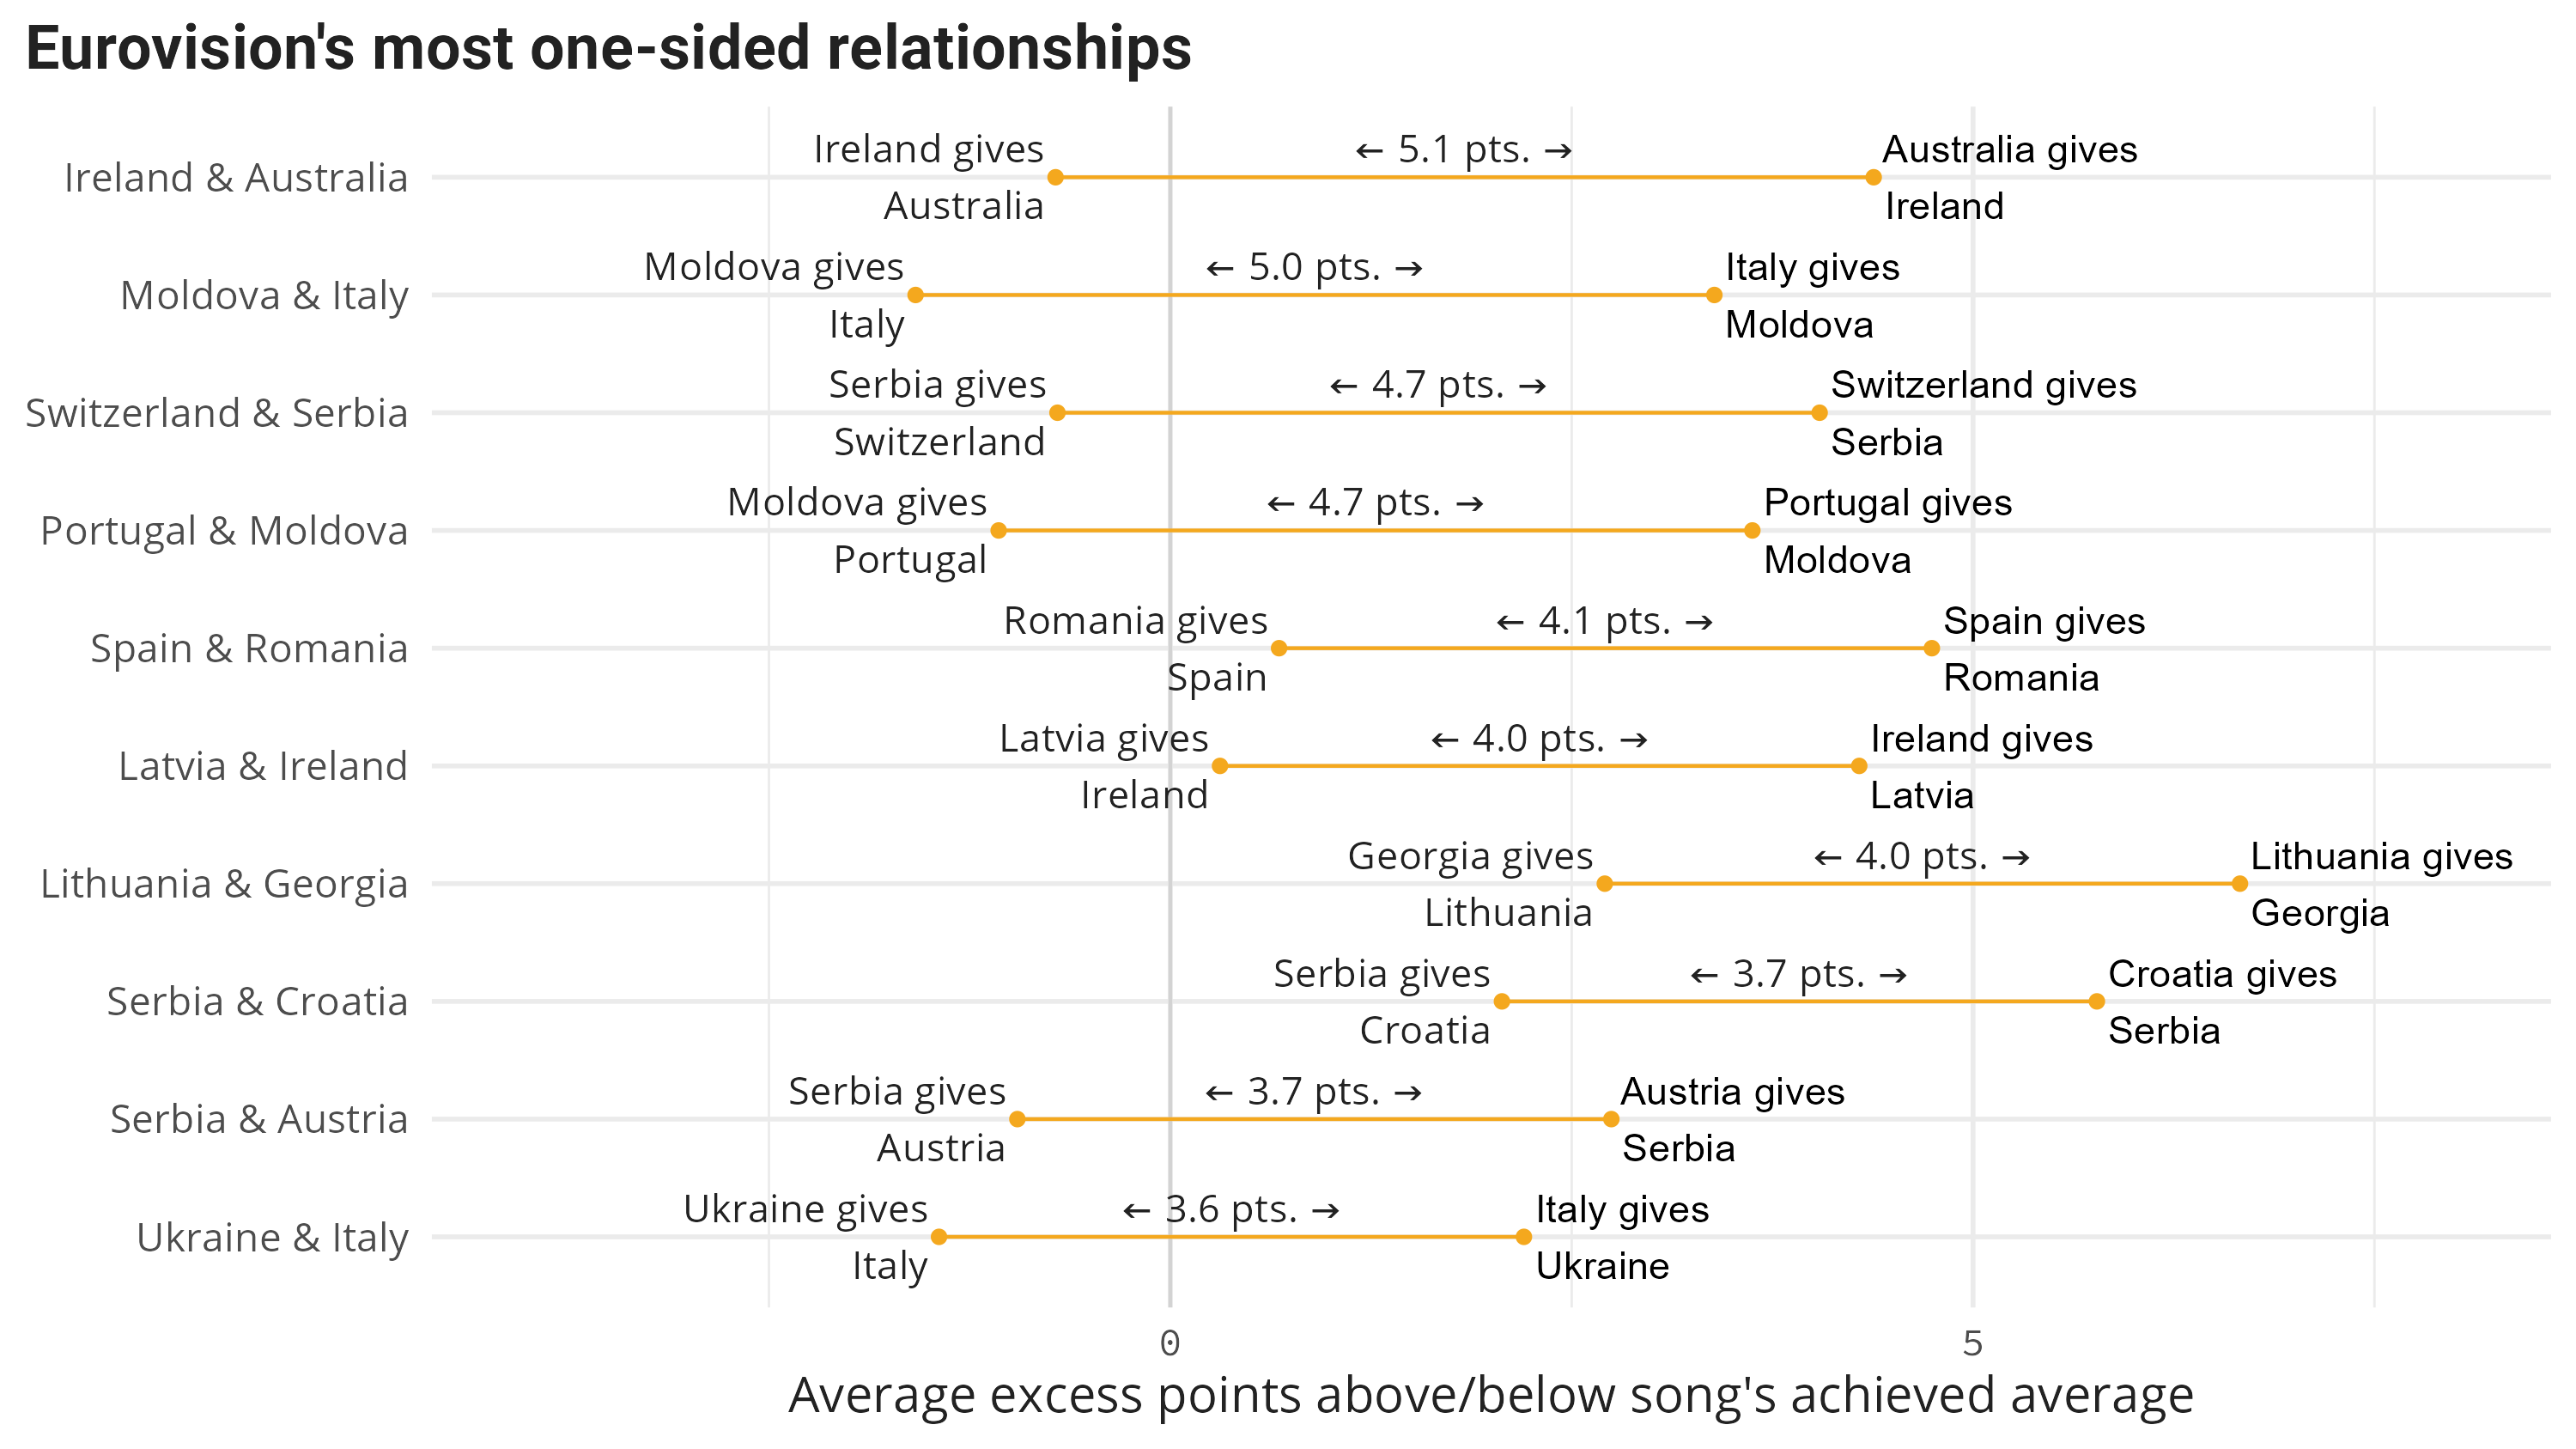 Eurovision's most one-sided relationships
Ireland & Australia
Ireland gives
Australia
← 5.1 pts. →
Australia gives
Ireland
Moldova & Italy
Moldova gives
Italy
← 5.0 pts. →
Italy gives
Moldova
Switzerland & Serbia
Serbia gives
Switzerland
← 4.7 pts. →
Switzerland gives
Serbia
Portugal & Moldova
Moldova gives
Portugal
← 4.7 pts. →
Portugal gives
Moldova
Spain & Romania
Romania gives
Spain
← 4.1 pts. →
Spain gives
Romania
Latvia & Ireland
Latvia gives
Ireland
← 4.0 pts. →
Ireland gives
Latvia
Lithuania & Georgia
Georgia gives
Lithuania
← 4.0 pts. →
Lithuania gives
Georgia
Serbia & Croatia
Serbia gives
Croatia
← 3.7 pts. →
Croatia gives
Serbia
Serbia & Austria
Serbia gives
Austria
← 3.7 pts. →
Austria gives
Serbia
Ukraine & Italy
Ukraine gives
Italy
← 3.6 pts. →
Italy gives
Ukraine
0
5
Average excess points above/below song's achieved average